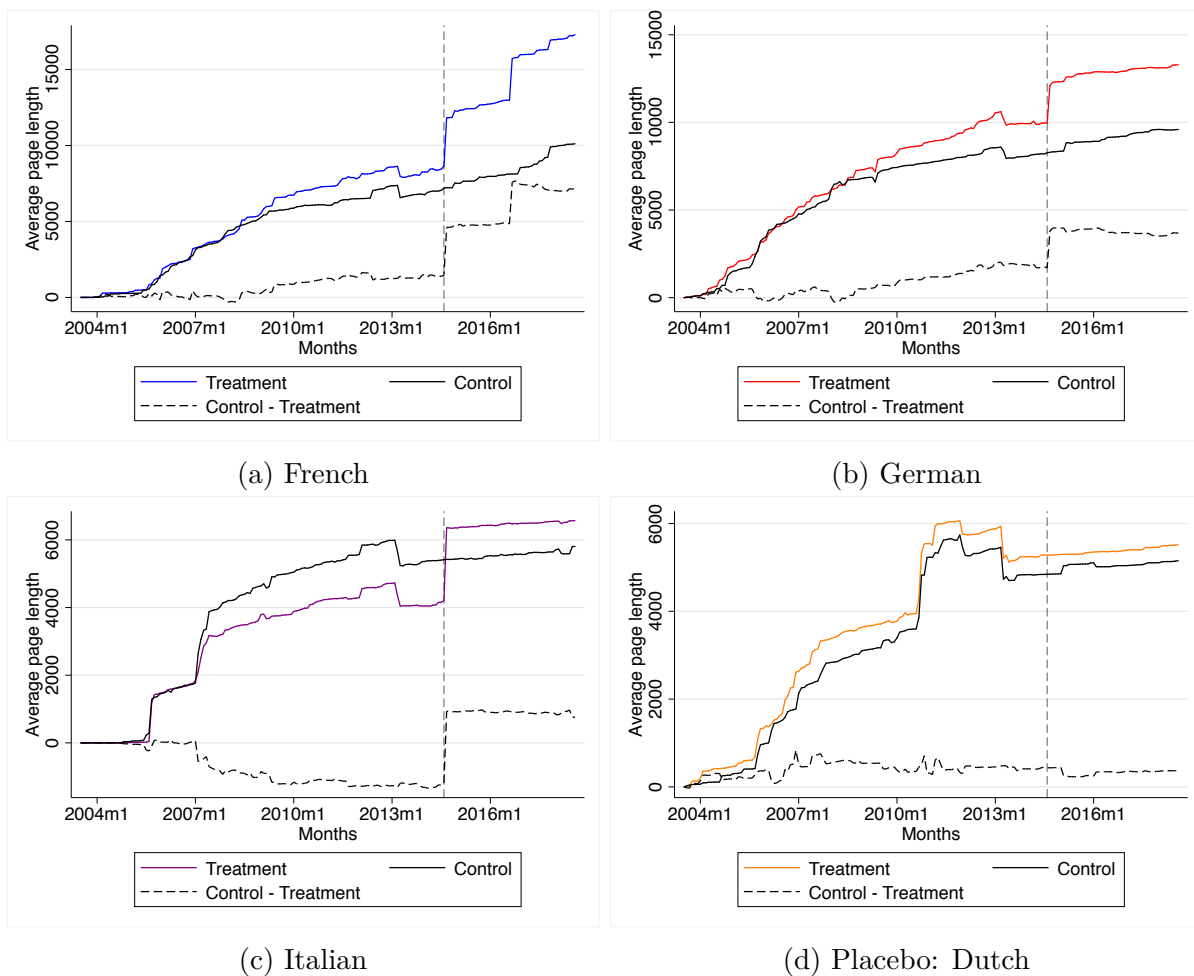 Average page length
15000
10000
5000
0
2004m1 2007m1 2010m1 2013m1 2016m1
Months
Treatment Control
Control - Treatment
(a) French
Average page length
15000
10000
5000
0
2004m1 2007m1 2010m1 2013m1 2016m1
Months
Treatment Control
Control - Treatment
(b) German
Average page length
6000
4000
2000
0
2004m1 2007m1 2010m1 2013m1 2016m1
Months
Treatment Control
Control - Treatment
(c) Italian
Average page length
6000
4000
2000
0
2004m1 2007m1 2010m1 2013m1 2016m1
Months
Treatment Control
Control - Treatment
(d) Placebo: Dutch